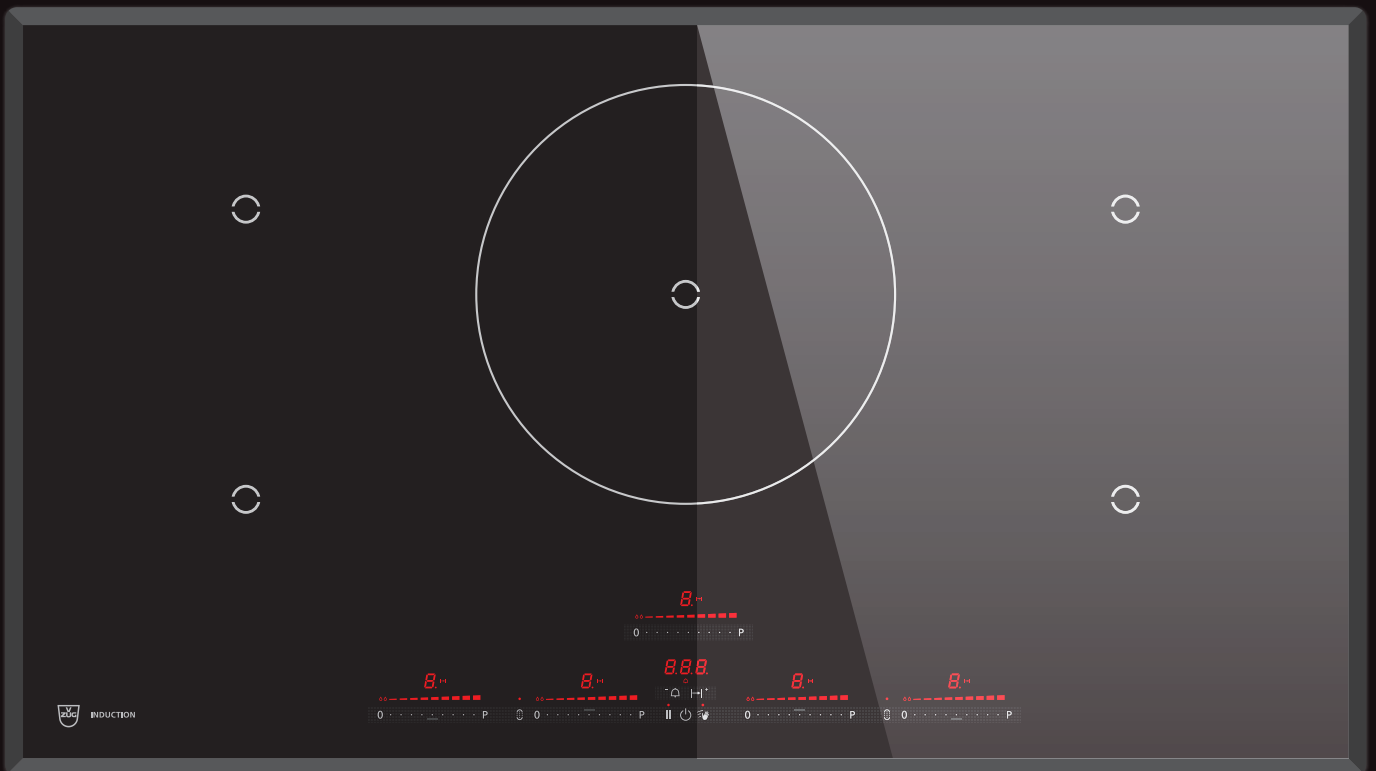 8.
0 P
8.8.8.
8. 8. 8. 8.
- +
0 P 0 P 0 P 0 P
V
ZUG INDUCTION